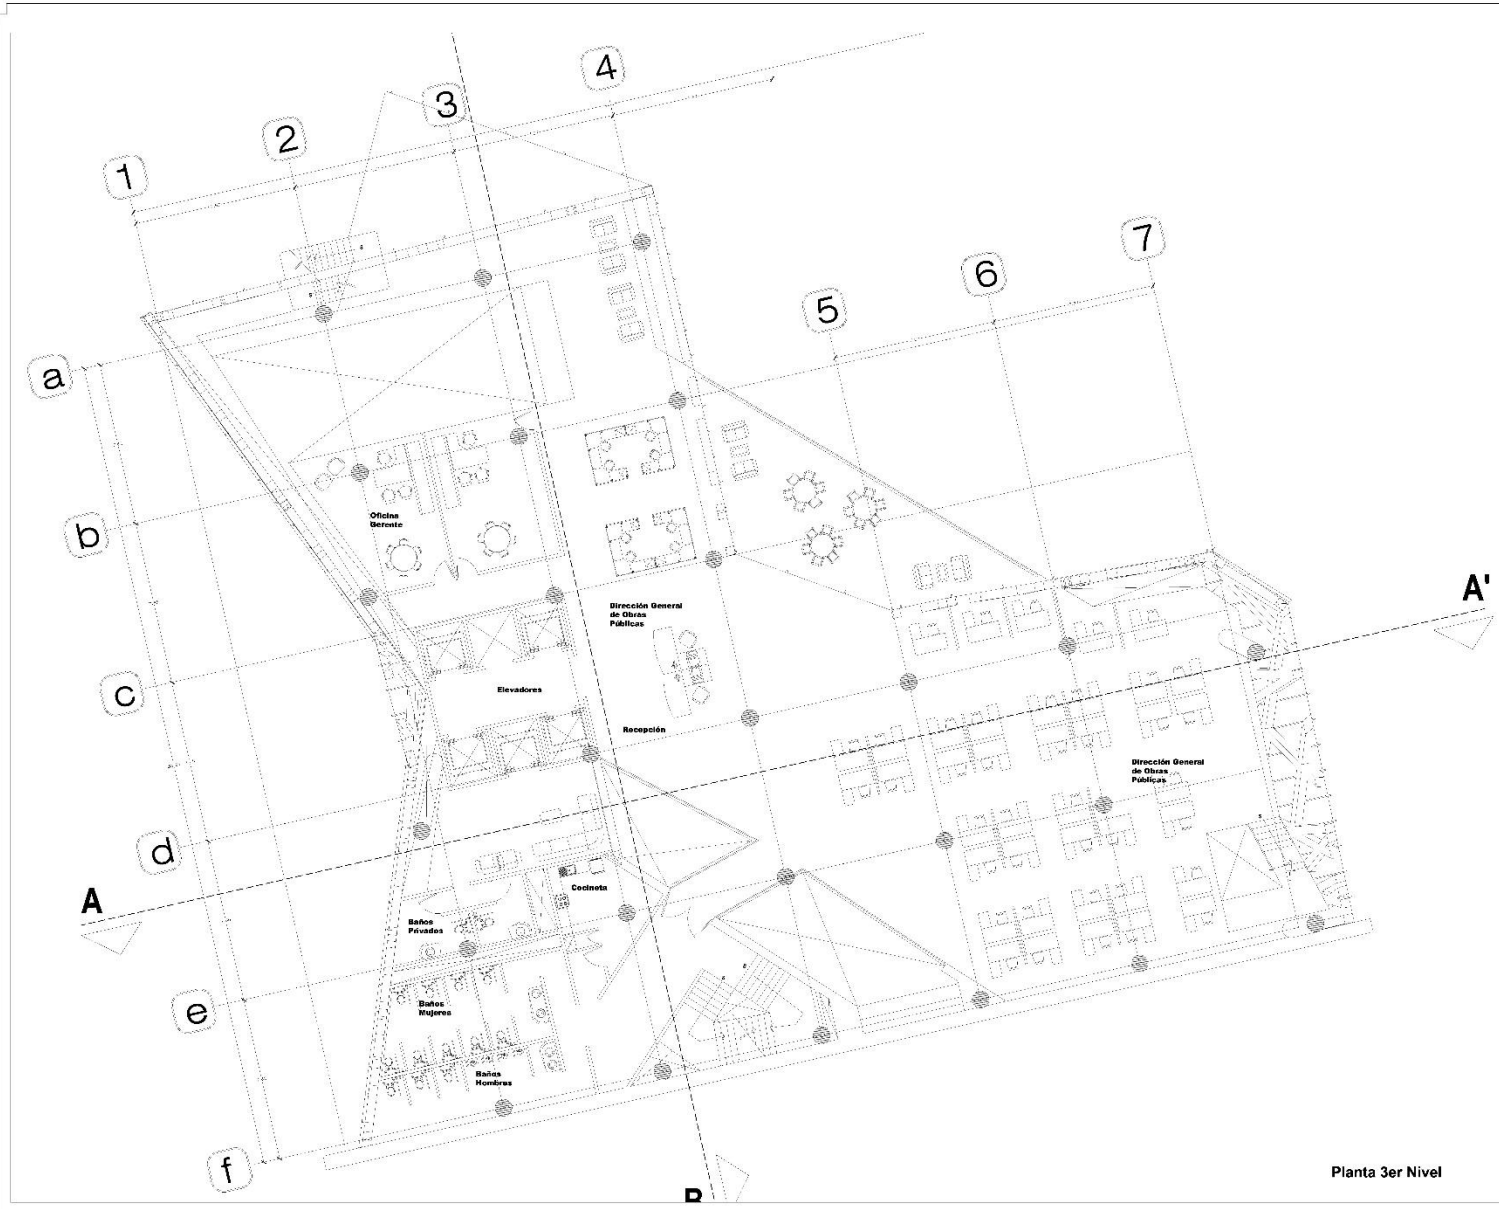 4
3
2
1
7
6
5
a
b
c
d
e
f
A'
A
B
Oficina
Gerente
Dirección General
de Obras
Públicas
Elevadores
Recepción
Dirección General
de Obras
Públicas
Cocineta
Baños
Privados
Baños
Mujeres
Baños
Hombres
Planta 3er Nivel